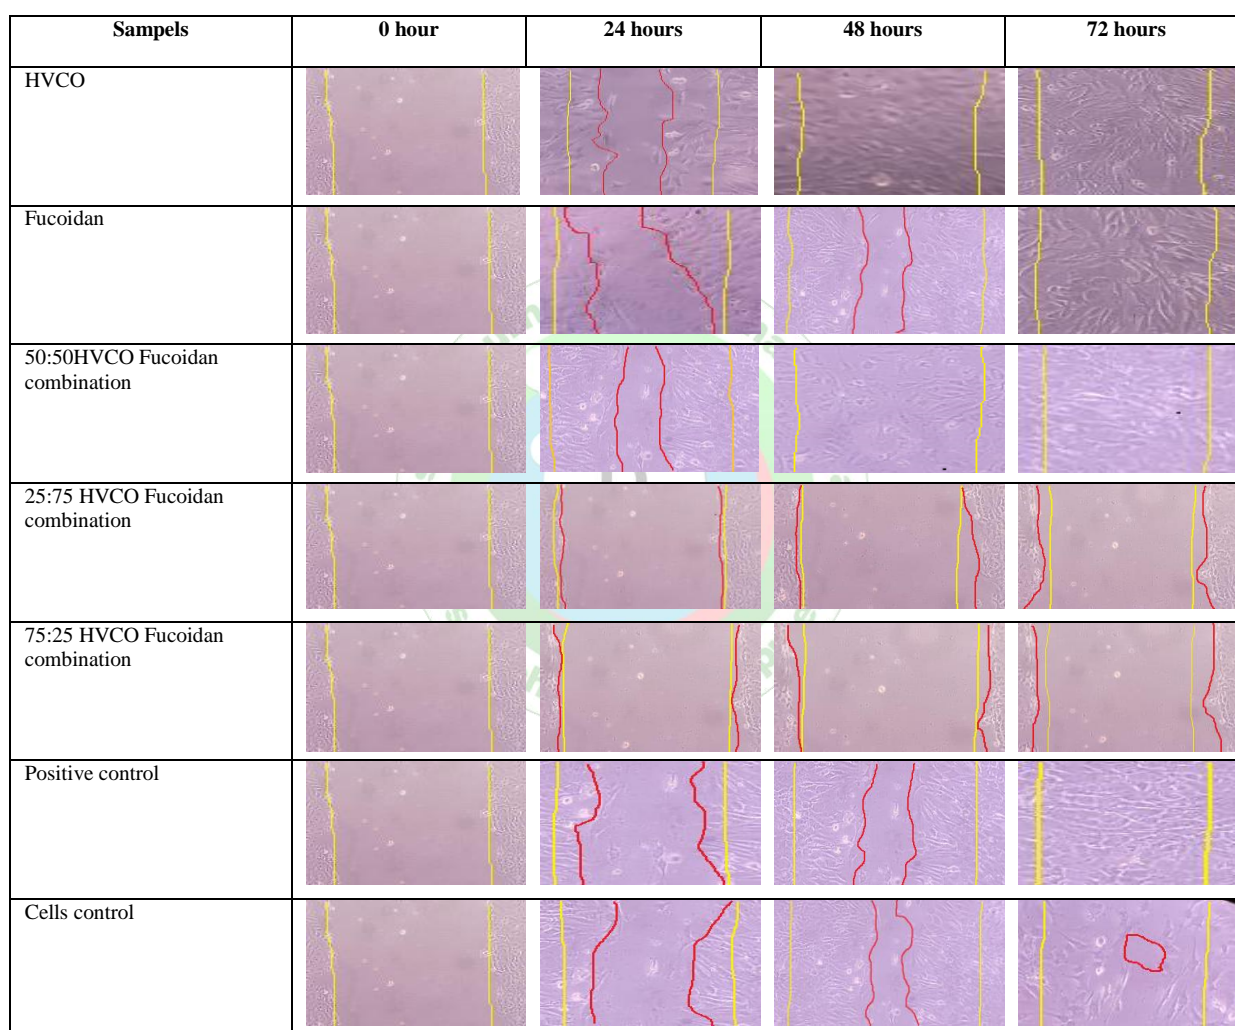 Sampels 0 hour 24 hours 48 hours 72 hours
HVCO
Fucoidan
50:50HVCO Fucoidan
combination
25:75 HVCO Fucoidan
combination
75:25 HVCO Fucoidan
combination
Positive control
Cells control